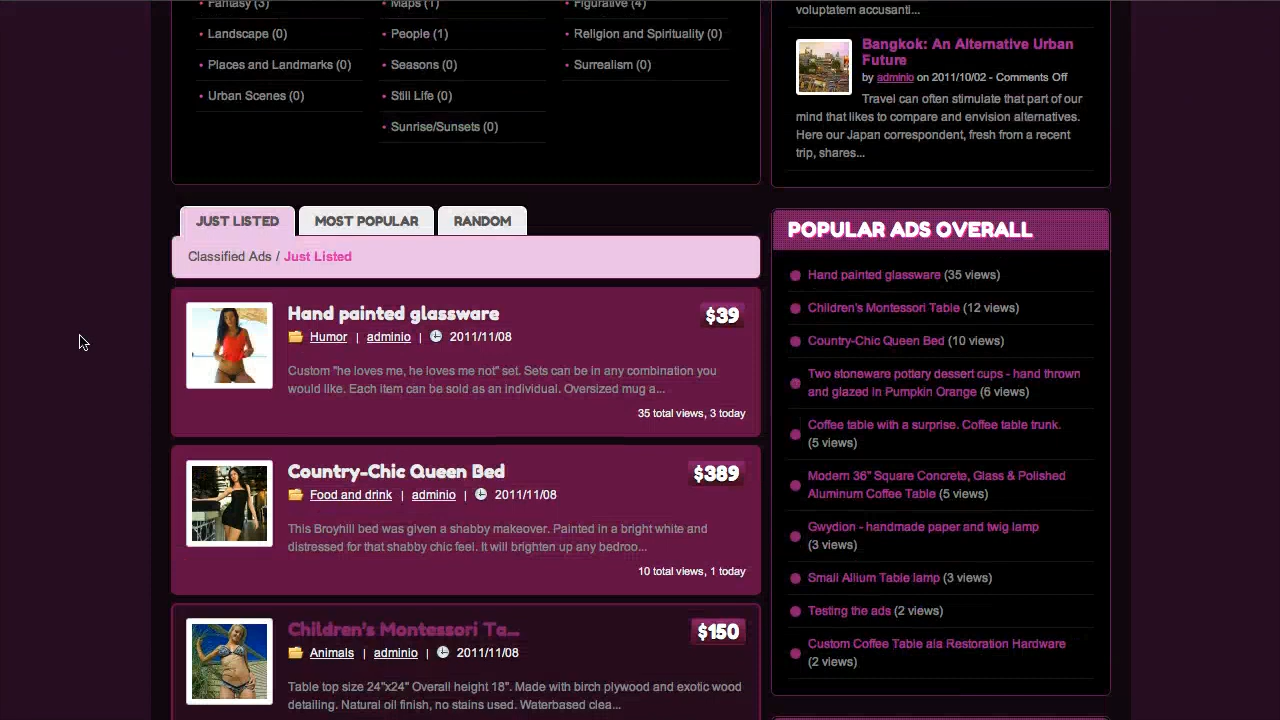 Fantasy (3)
Maps (1)
Figurative (4)
Landscape (0)
People (1)
Religion and Spirituality (0)
Places and Landmarks (0)
Seasons (0)
Surrealism (0)
Urban Scenes (0)
Still Life (0)
Sunrise/Sunsets (0)
JUST LISTED
MOST POPULAR
RANDOM
Classified Ads / Just Listed
Hand painted glassware
$39
Humor | adminio | 2011/11/08
Custom "he loves me, he loves me not" set. Sets can be in any combination you
would like. Each item can be sold as an individual. Oversized mug a...
35 total views, 3 today
Country-Chic Queen Bed
$389
Food and drink | adminio | 2011/11/08
This Broyhill bed was given a shabby makeover. Painted in a bright white and
distressed for that shabby chic feel. It will brighten up any bedroo...
10 total views, 1 today
Children's Montessori Ta...
$150
Animals | adminio | 2011/11/08
Table top size 24"x24" Overall height 18". Made with birch plywood and exotic wood
detailing. Natural oil finish, no stains used. Waterbased clea...
voluptatem accusanti...
Bangkok: An Alternative Urban
Future
by adminio on 2011/10/02 - Comments Off
Travel can often stimulate that part of our
mind that likes to compare and envision alternatives.
Here our Japan correspondent, fresh from a recent
trip, shares...
POPULAR ADS OVERALL
Hand painted glassware (35 views)
Children's Montessori Table (12 views)
Country-Chic Queen Bed (10 views)
Two stoneware pottery dessert cups - hand thrown
and glazed in Pumpkin Orange (6 views)
Coffee table with a surprise. Coffee table trunk.
(5 views)
Modern 36" Square Concrete, Glass & Polished
Aluminum Coffee Table (5 views)
Gwydion - handmade paper and twig lamp
(3 views)
Small Allium Table lamp (3 views)
Testing the ads (2 views)
Custom Coffee Table ala Restoration Hardware
(2 views)